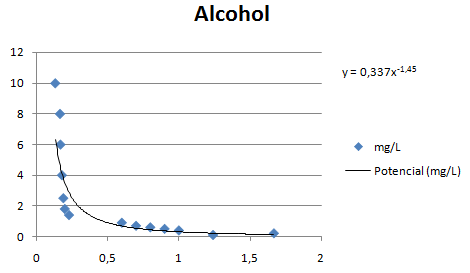 Alcohol
12
10
8
6
4
2
0
0 0,5 1 1,5 2
y = 0,337x^-1,45
mg/L
Potencial (mg/L)